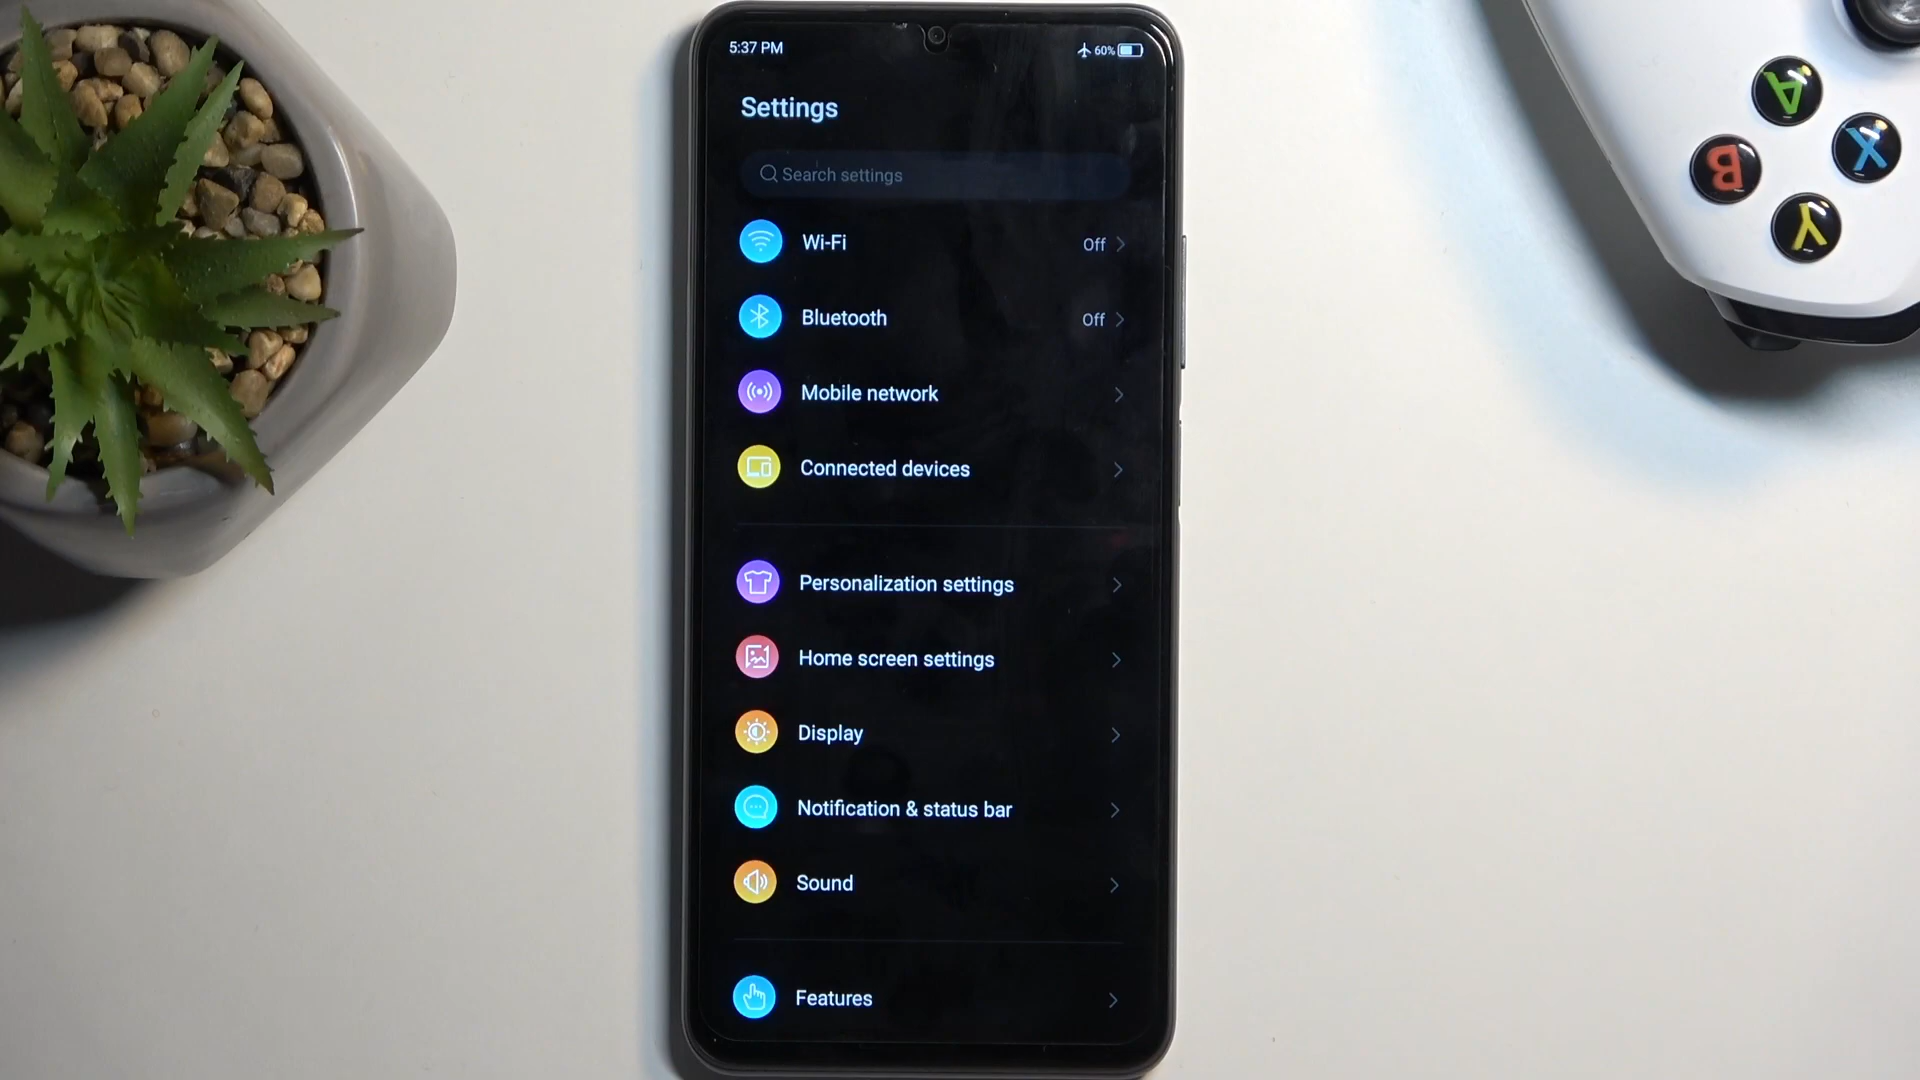 5:37 PM
60%
Settings
Search settings
Wi-Fi Off
Bluetooth Off
Mobile network
Connected devices
Personalization settings
Home screen settings
Display
Notification & status bar
Sound
Features
A
X
B
Y